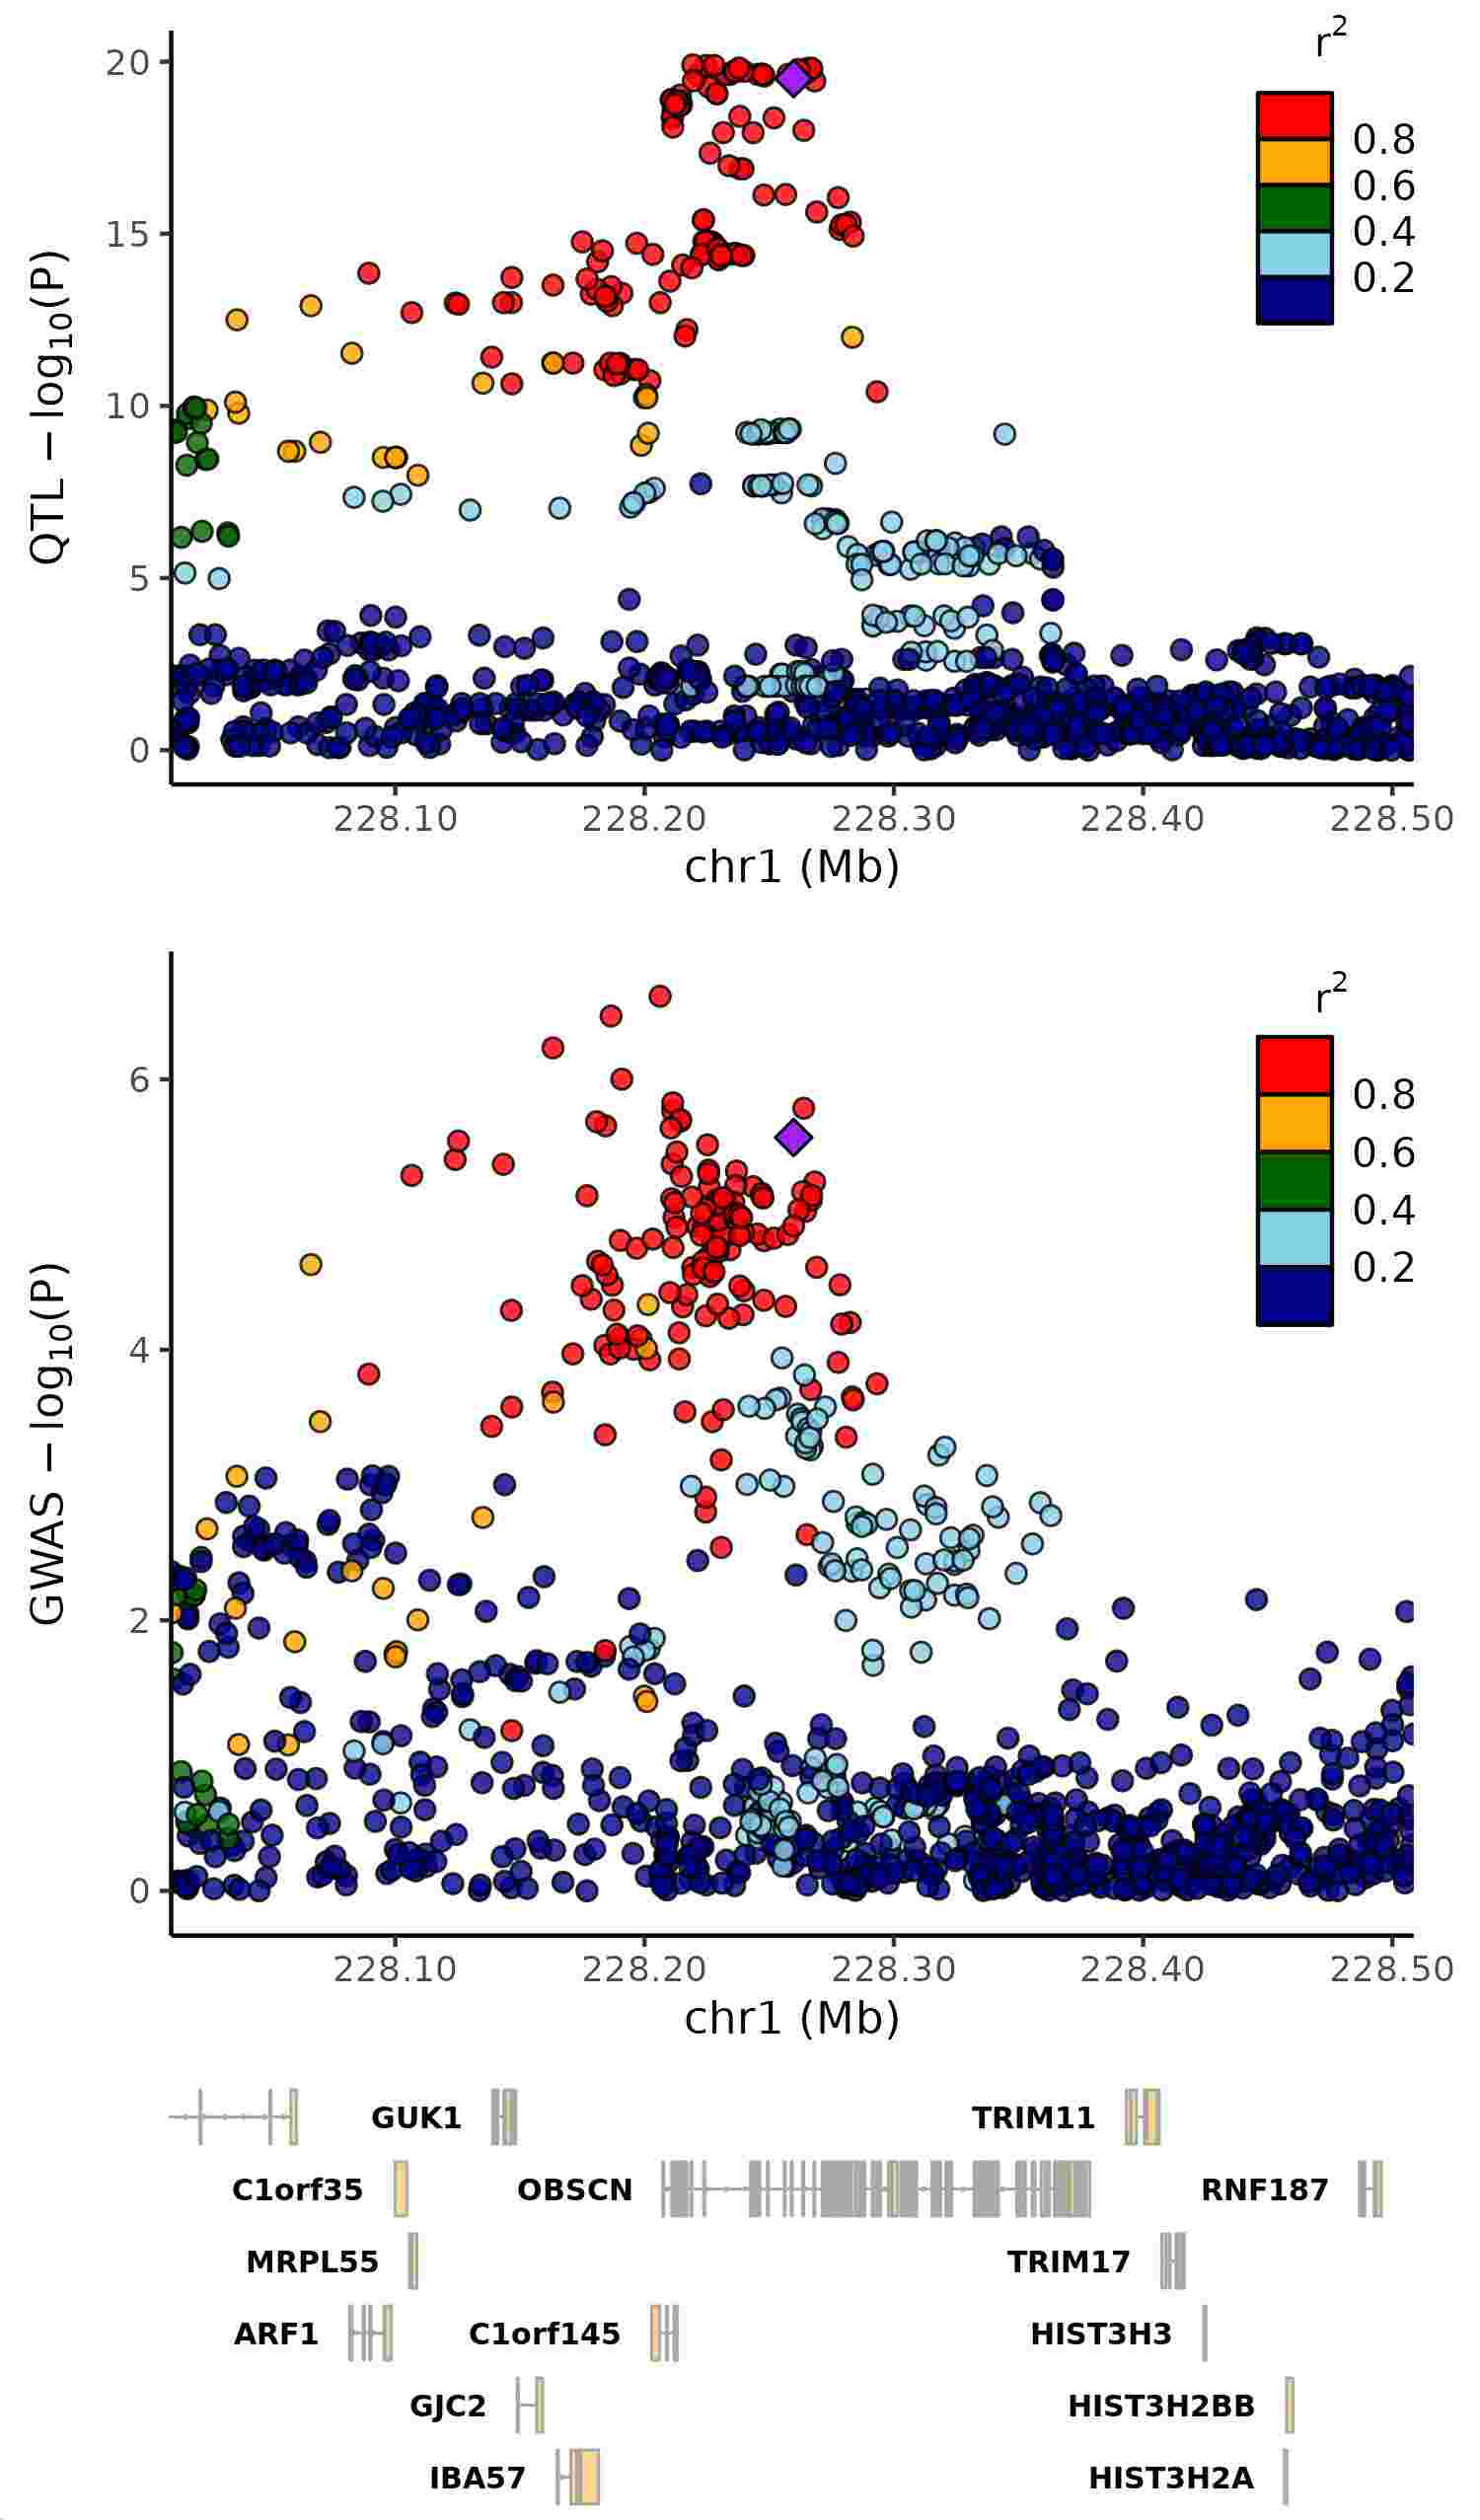 r²
0.8
0.6
0.4
0.2
20
15
10
5
0
QTL − log₁₀(P)
228.10 228.20 228.30 228.40 228.50
chr1 (Mb)
r²
0.8
0.6
0.4
0.2
6
4
2
0
GWAS − log₁₀(P)
228.10 228.20 228.30 228.40 228.50
chr1 (Mb)
GUK1 TRIM11
C1orf35 OBSCN RNF187
MRPL55 TRIM17
ARF1 C1orf145 HIST3H3
GJC2 HIST3H2BB
IBA57 HIST3H2A